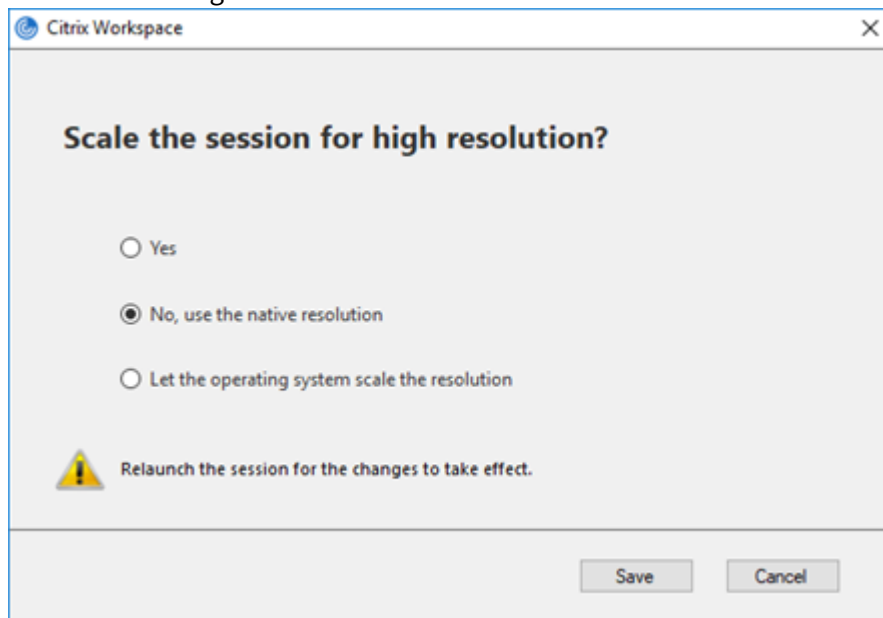 Citrix Workspace
Scale the session for high resolution?
Yes
No, use the native resolution
Let the operating system scale the resolution
Relaunch the session for the changes to take effect.
Save Cancel